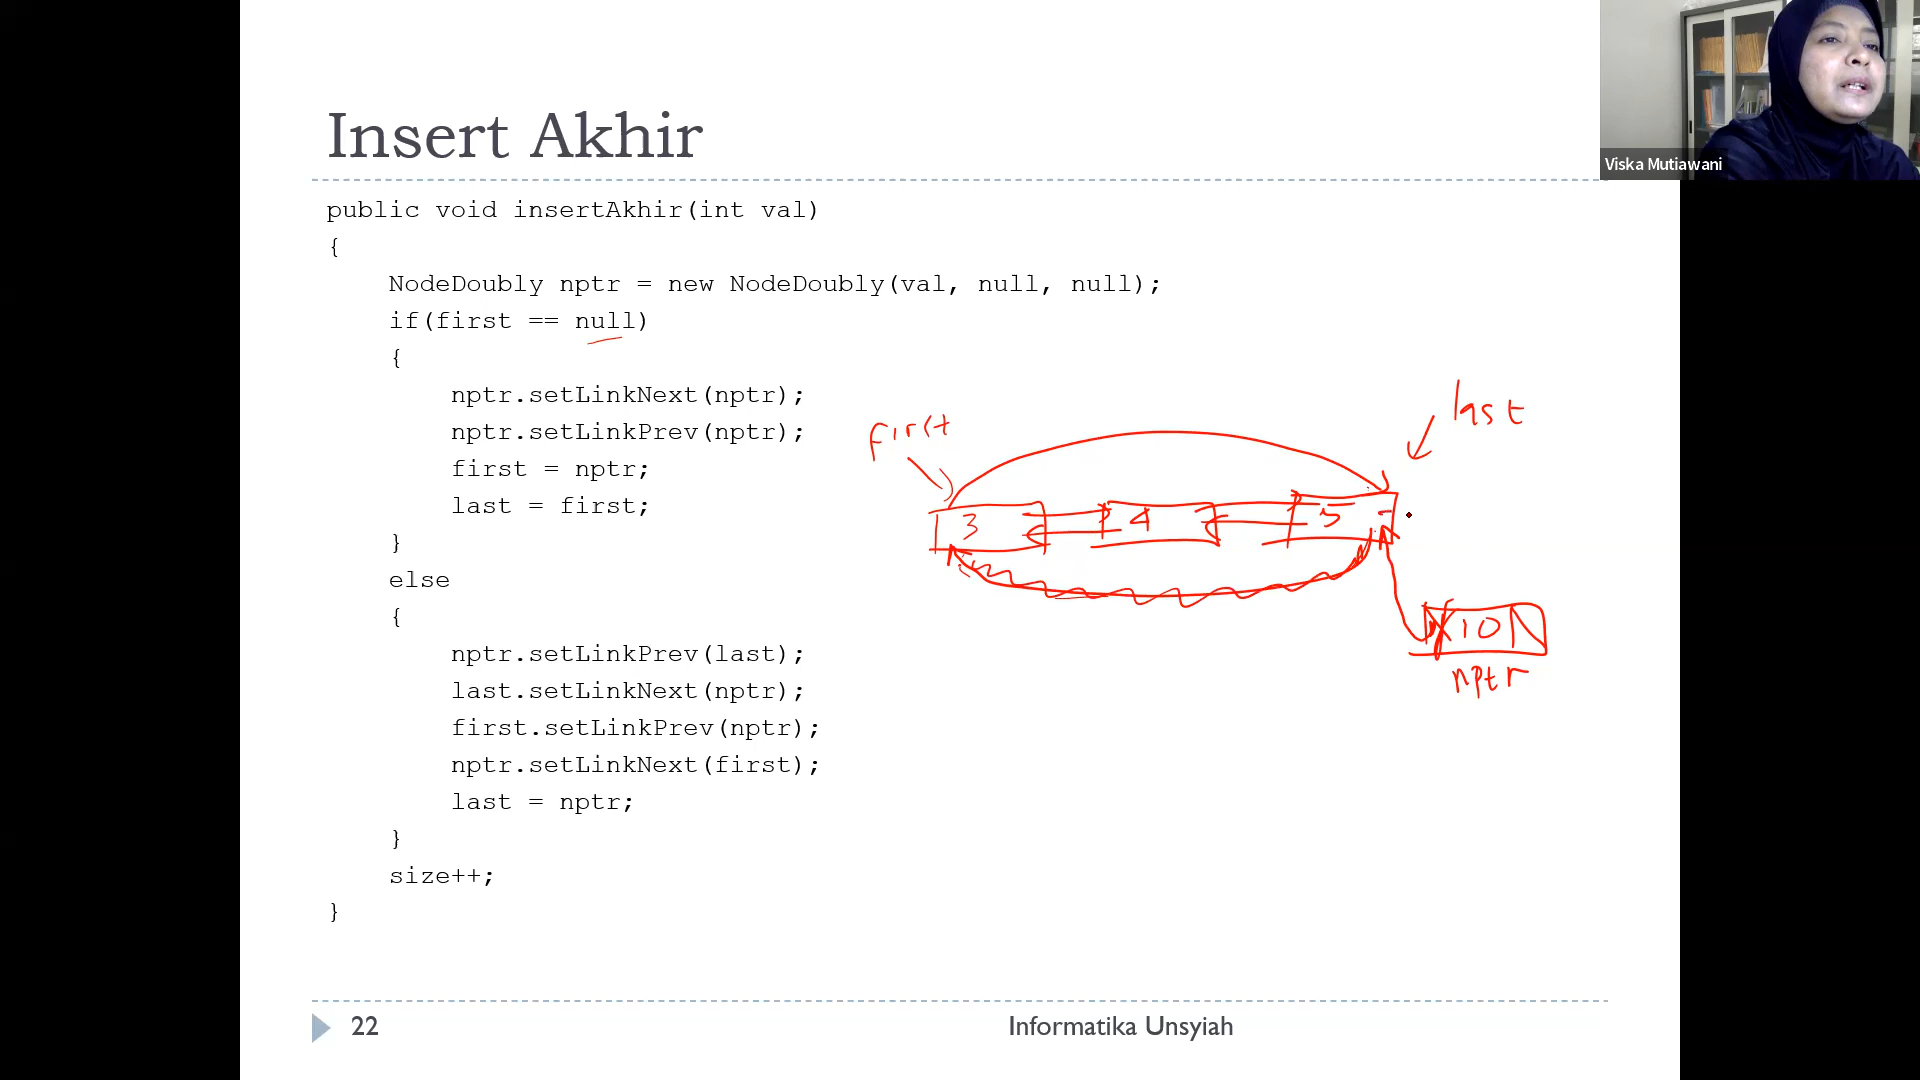 Viska Mutiawani
Insert Akhir
public void insertAkhir(int val)
{
NodeDoubly nptr = new NodeDoubly(val, null, null);
if(first == null)
{
nptr.setLinkNext(nptr);
nptr.setLinkPrev(nptr);
first = nptr;
last = first;
}
else
{
nptr.setLinkPrev(last);
last.setLinkNext(nptr);
first.setLinkPrev(nptr);
nptr.setLinkNext(first);
last = nptr;
}
size++;
}
first
last
3 4 5
10
nptr
22
Informatika Unsyiah